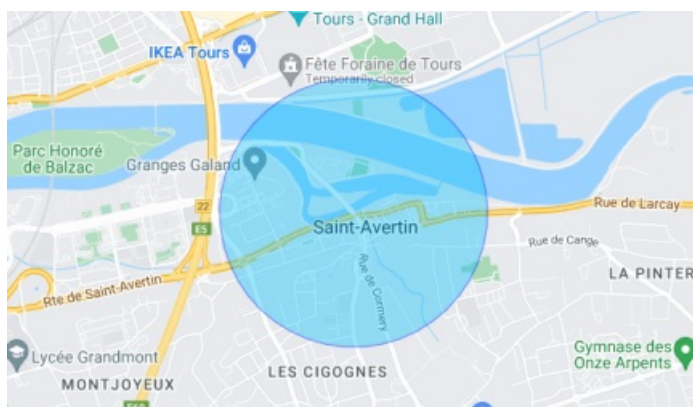 Tours - Grand Hall
IKEA Tours
Fête Foraine de Tours
Temporarily closed
Parc Honoré
de Balzac
Granges Galand
22
E5
Saint-Avertin
Rue de Larcay
Rue de Cange
Rte de Saint-Avertin
Rue de Cormery
LA PINTER
Lycée Grandmont
Gymnase des
Onze Arpents
LES CIGOGNES
MONTJOYEUX
E60